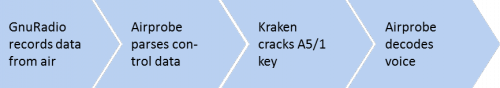 GnuRadio
records data
from air
Airprobe
parses con-
trol data
Kraken
cracks A5/1
key
Airprobe
decodes
voice